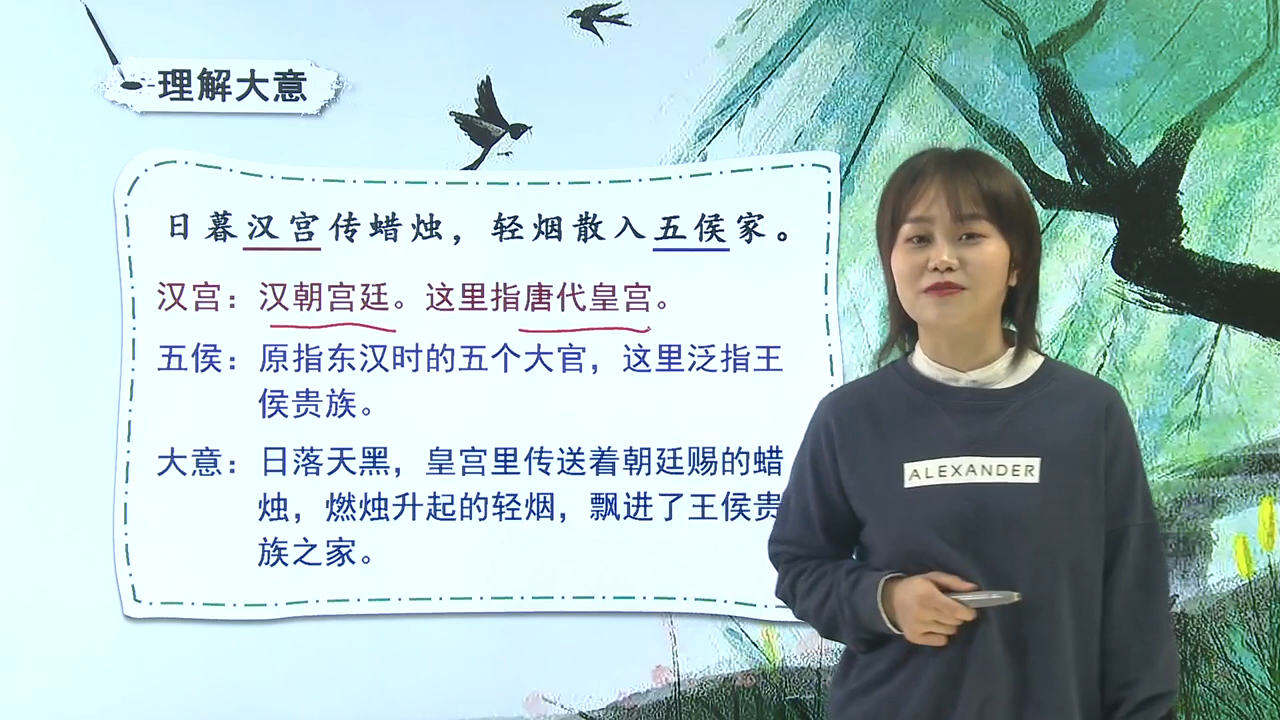 理解大意
日暮汉宫传蜡烛，轻烟散入五侯家。
汉宫：汉朝宫廷。这里指唐代皇宫。
五侯：原指东汉时的五个大官，这里泛指王
侯贵族。
大意：日落天黑，皇宫里传送着朝廷赐的蜡
烛，燃烛升起的轻烟，飘进了王侯贵
族之家。
ALEXANDER